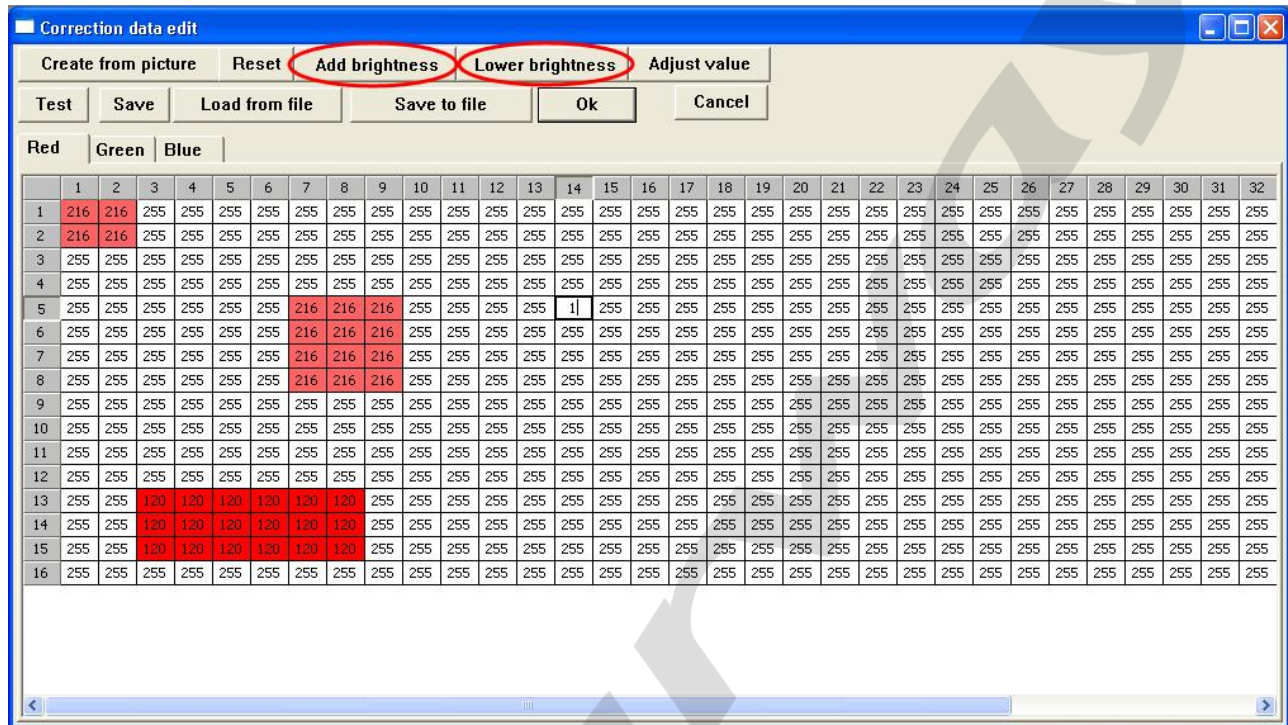 Correction data edit
Create from picture Reset Add brightness Lower brightness Adjust value
Test Save Load from file Save to file Ok Cancel
Red Green Blue
1 2 3 4 5 6 7 8 9 10 11 12 13 14 15 16 17 18 19 20 21 22 23 24 25 26 27 28 29 30 31 32
1 216 216 255 255 255 255 255 255 255 255 255 255 255 255 255 255 255 255 255 255 255 255 255 255 255 255 255 255 255 255 255 255
2 216 216 255 255 255 255 255 255 255 255 255 255 255 255 255 255 255 255 255 255 255 255 255 255 255 255 255 255 255 255 255 255
3 255 255 255 255 255 255 255 255 255 255 255 255 255 255 255 255 255 255 255 255 255 255 255 255 255 255 255 255 255 255 255 255
4 255 255 255 255 255 255 255 255 255 255 255 255 255 255 255 255 255 255 255 255 255 255 255 255 255 255 255 255 255 255 255 255
5 255 255 255 255 255 255 216 216 216 255 255 255 255 1 255 255 255 255 255 255 255 255 255 255 255 255 255 255 255 255 255 255
6 255 255 255 255 255 255 216 216 216 255 255 255 255 255 255 255 255 255 255 255 255 255 255 255 255 255 255 255 255 255 255 255
7 255 255 255 255 255 255 216 216 216 255 255 255 255 255 255 255 255 255 255 255 255 255 255 255 255 255 255 255 255 255 255 255
8 255 255 255 255 255 255 216 216 216 255 255 255 255 255 255 255 255 255 255 255 255 255 255 255 255 255 255 255 255 255 255 255
9 255 255 255 255 255 255 255 255 255 255 255 255 255 255 255 255 255 255 255 255 255 255 255 255 255 255 255 255 255 255 255 255
10 255 255 255 255 255 255 255 255 255 255 255 255 255 255 255 255 255 255 255 255 255 255 255 255 255 255 255 255 255 255 255 255
11 255 255 255 255 255 255 255 255 255 255 255 255 255 255 255 255 255 255 255 255 255 255 255 255 255 255 255 255 255 255 255 255
12 255 255 255 255 255 255 255 255 255 255 255 255 255 255 255 255 255 255 255 255 255 255 255 255 255 255 255 255 255 255 255 255
13 255 255 120 120 120 120 120 120 255 255 255 255 255 255 255 255 255 255 255 255 255 255 255 255 255 255 255 255 255 255 255 255
14 255 255 120 120 120 120 120 120 255 255 255 255 255 255 255 255 255 255 255 255 255 255 255 255 255 255 255 255 255 255 255 255
15 255 255 120 120 120 120 120 120 255 255 255 255 255 255 255 255 255 255 255 255 255 255 255 255 255 255 255 255 255 255 255 255
16 255 255 255 255 255 255 255 255 255 255 255 255 255 255 255 255 255 255 255 255 255 255 255 255 255 255 255 255 255 255 255 255